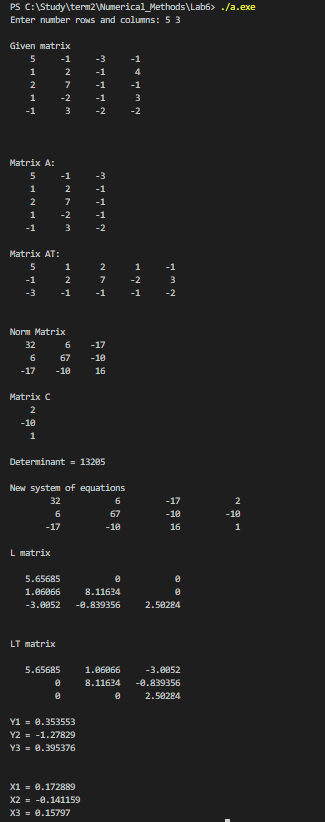 PS C:\Study\term2\Numerical_Methods\Lab6> ./a.exe
Enter number rows and columns: 5 3
Given matrix
5 -1 -3 -1
1 2 -1 4
2 7 -1 -1
1 -2 -1 3
-1 3 -2 -2
Matrix A:
5 -1 -3
1 2 -1
2 7 -1
1 -2 -1
-1 3 -2
Matrix AT:
5 1 2 1 -1
-1 2 7 -2 3
-3 -1 -1 -1 -2
Norm Matrix
32 6 -17
6 67 -10
-17 -10 16
Matrix C
2
-10
1
Determinant = 13205
New system of equations
32 6 -17 2
6 67 -10 -10
-17 -10 16 1
L matrix
5.65685 0 0
1.06066 8.11634 0
-3.0052 -0.839356 2.50284
LT matrix
5.65685 1.06066 -3.0052
0 8.11634 -0.839356
0 0 2.50284
Y1 = 0.353553
Y2 = -1.27829
Y3 = 0.395376
X1 = 0.172889
X2 = -0.141159
X3 = 0.15797